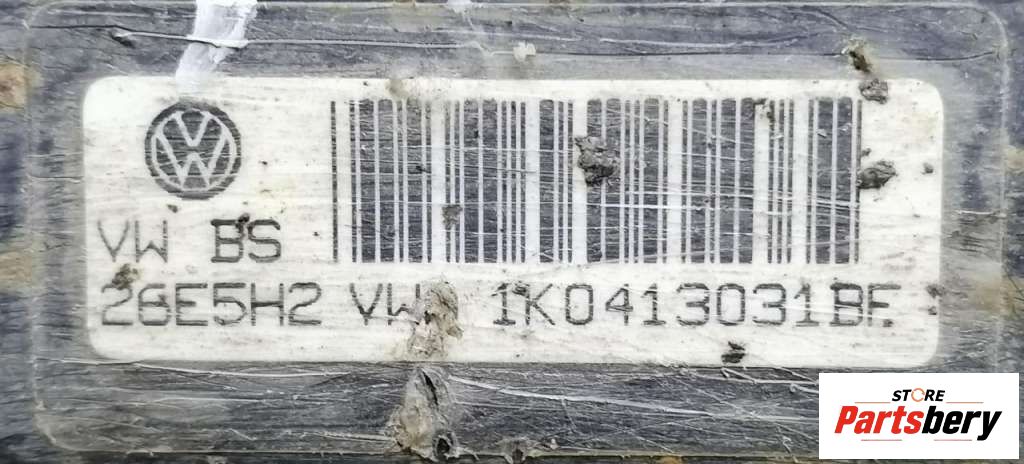 VW BS
26E5H2 VW 1K0413031BF
STORE
Partsbery